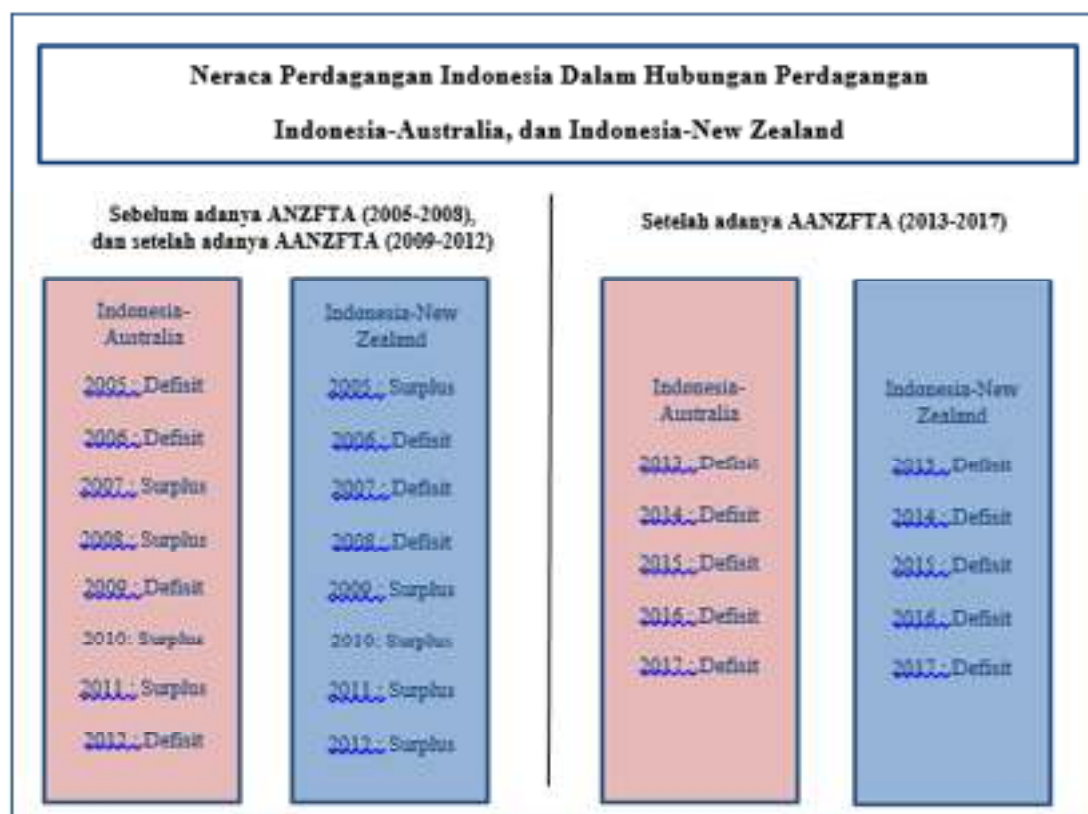 Neraca Perdagangan Indonesia Dalam Hubungan Perdagangan
Indonesia-Australia, dan Indonesia-New Zealand
Sebelum adanya ANZFTA (2005-2008),
dan setelah adanya AANZFTA (2009-2012)
Indonesia-
Australia
2005 : Defisit
2006 : Defisit
2007 : Surplus
2008 : Surplus
2009 : Defisit
2010: Surplus
2011 : Surplus
2012 : Defisit
Indonesia-New
Zealand
2005 : Surplus
2006 : Defisit
2007 : Defisit
2008 : Defisit
2009 : Surplus
2010: Surplus
2011 : Surplus
2012 : Surplus
Setelah adanya AANZFTA (2013-2017)
Indonesia-
Australia
2013 : Defisit
2014 : Defisit
2015 : Defisit
2016 : Defisit
2017 : Defisit
Indonesia-New
Zealand
2013 : Defisit
2014 : Defisit
2015 : Defisit
2016 : Defisit
2017 : Defisit